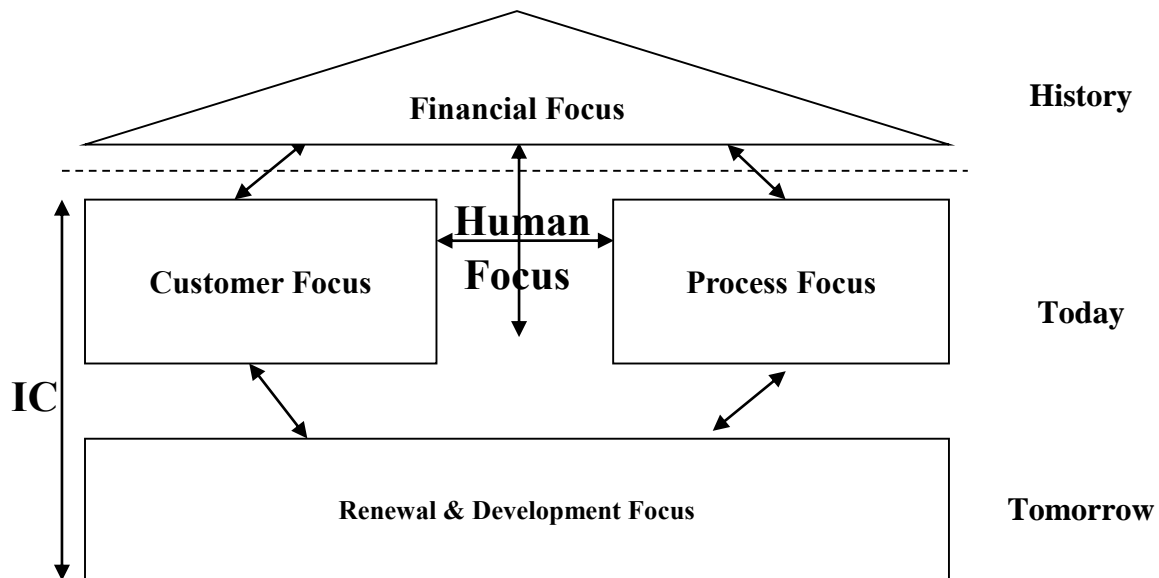 History
Financial Focus
Human
Focus
Customer Focus
Process Focus
Today
IC
Renewal & Development Focus
Tomorrow